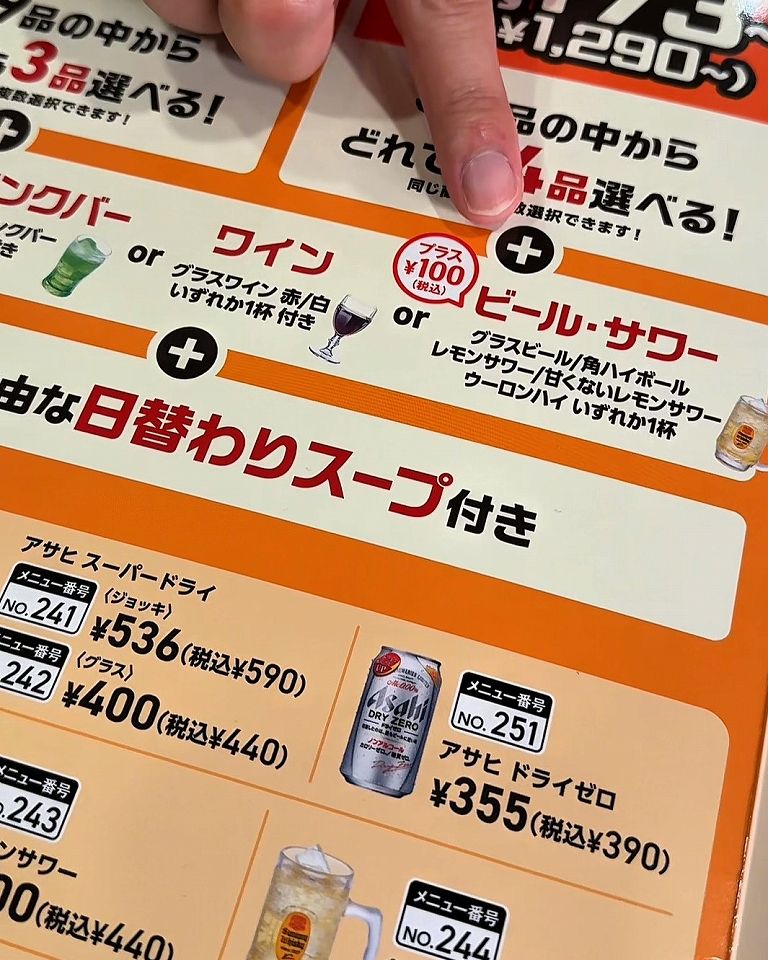 品の中から
3品選べる!
複数選択できます!
¥1,290~)
品の中から
どれで
4品選べる!
同じ
数選択できます!
ンクバー
ンクバー
き
or
ワイン
グラスワイン 赤/白
いずれか1杯 付き
or
プラス
¥100
(税込)
ビール・サワー
グラスビール/角ハイボール
レモンサワー/甘くないレモンサワー
ウーロンハイ いずれか1杯
由な日替わりスープ付き
アサヒ スーパードライ
メニュー番号
NO.241
〈ジョッキ〉
¥536(税込¥590)
ニュー番号
242
〈グラス〉
¥400(税込¥440)
Asahi
DRY ZERO
ノンアルコール
メニュー番号
NO.251
アサヒ ドライゼロ
¥355(税込¥390)
ニュー番号
.243
ンサワー
00(税込¥440)
メニュー番号
NO.244